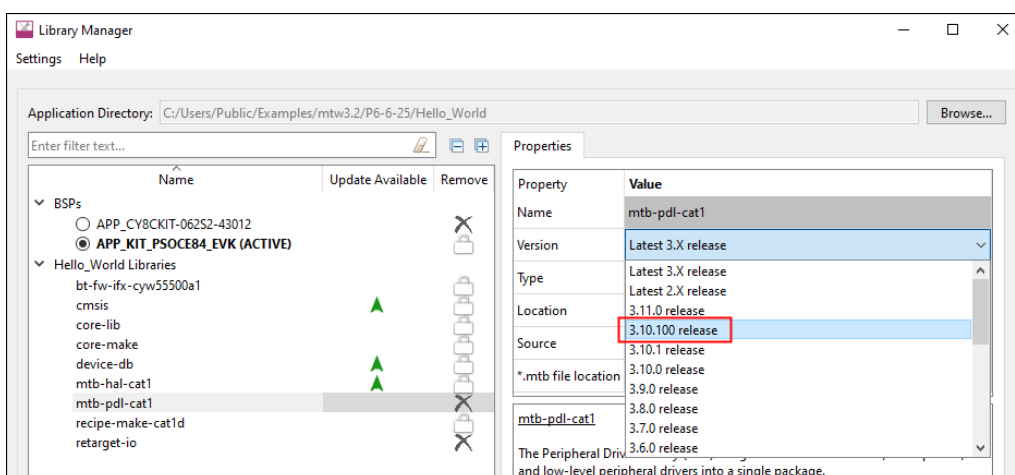 Library Manager
Settings Help
Application Directory: C:/Users/Public/Examples/mtw3.2/P6-6-25/Hello_World Browse...
Enter filter text...
Name Update Available Remove
BSPs
APP_CY8CKIT-062S2-43012
APP_KIT_PSOCE84_EVK (ACTIVE)
Hello_World Libraries
bt-fw-ifx-cyw55500a1
cmsis
core-lib
core-make
device-db
mtb-hal-cat1
mtb-pdl-cat1
recipe-make-cat1d
retarget-io
Properties
Property Value
Name mtb-pdl-cat1
Version Latest 3.X release
Type
Location
Source
*.mtb file location
Latest 3.X release
Latest 2.X release
3.11.0 release
3.10.100 release
3.10.1 release
3.10.0 release
3.9.0 release
3.8.0 release
3.7.0 release
3.6.0 release
mtb-pdl-cat1
The Peripheral
and low-level peripheral drivers into a single package.